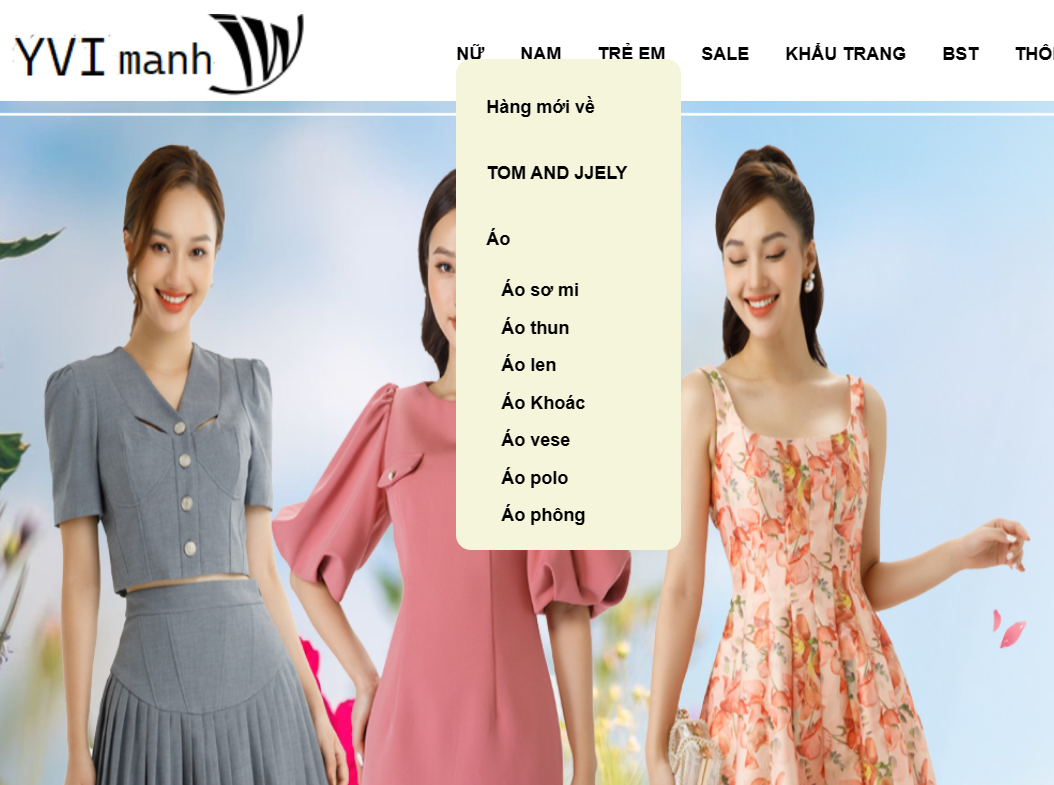 YVI manh
NỮ NAM TRẺ EM SALE KHẨU TRANG BST
Hàng mới về
TOM AND JJELY
Áo
Áo sơ mi
Áo thun
Áo len
Áo Khoác
Áo vese
Áo polo
Áo phông